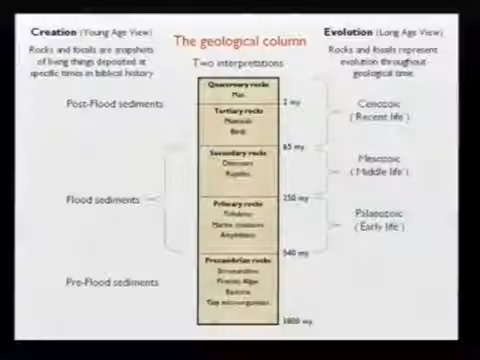 Creation (Young Age View)
Rocks and fossils are snapshots
of living things deposited at
specific times in biblical history
The geological column
Two interpretations
Evolution (Long Age View)
Rocks and fossils represent
evolution throughout
geological time
Post-Flood sediments
Flood sediments
Pre-Flood sediments
Quaternary rocks
Man
2 my
Tertiary rocks
Mammals
Birds
65 my
Secondary rocks
Dinosaurs
Reptiles
250 my
Primary rocks
Trilobites
Marine creatures
Amphibians
540 my
Precambrian rocks
Stromatolites
Bacteria
Tiny microorganisms
Cenozoic
(Recent life)
Mesozoic
(Middle life)
Palaeozoic
(Early life)